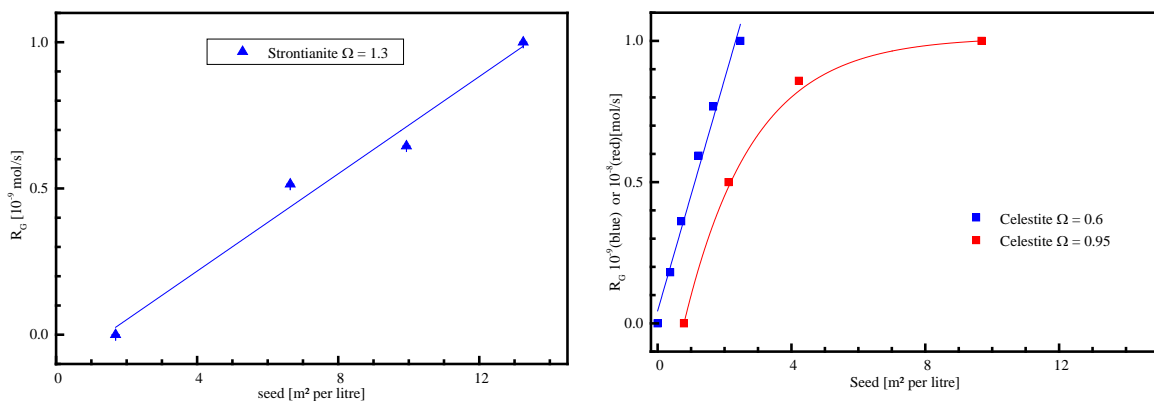 Strontianite Ω = 1.3
R_G [10⁻⁹ mol/s]
1.0
0.5
0.0
0
4
8
12
seed [m² per litre]
R_G 10⁻⁹(blue) or 10⁻⁸(red)[mol/s]
1.0
0.5
0.0
Celestite Ω = 0.6
Celestite Ω = 0.95
0
4
8
12
Seed [m² per litre]